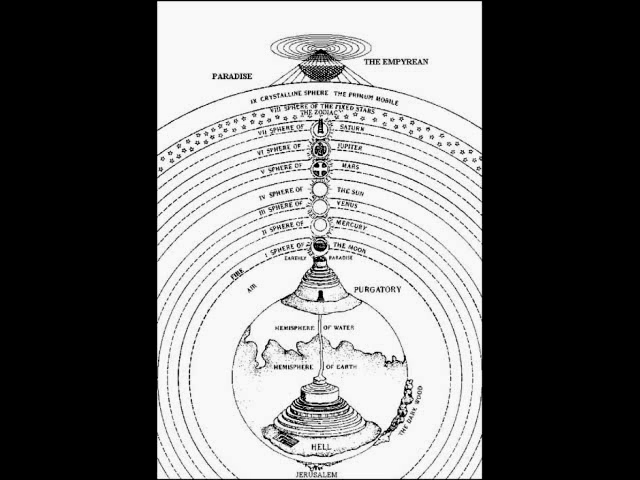 THE EMPYREAN
PARADISE
IX CRYSTALLINE SPHERE THE PRIMUM MOBILE
VIII SPHERE OF THE FIXED STARS
THE ZODIAC
VII SPHERE OF SATURN
VI SPHERE OF JUPITER
V SPHERE OF MARS
IV SPHERE OF THE SUN
III SPHERE OF VENUS
II SPHERE OF MERCURY
I SPHERE OF THE MOON
EARTHLY PARADISE
FIRE
AIR
PURGATORY
HEMISPHERE OF WATER
HEMISPHERE OF EARTH
THE DARK WOOD
HELL
JERUSALEM